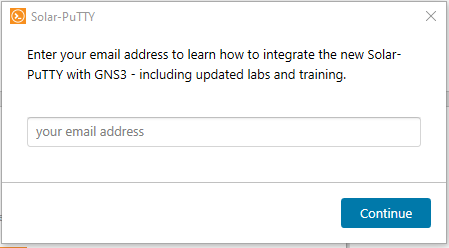 Solar-PuTTY
Enter your email address to learn how to integrate the new Solar-
PuTTY with GNS3 - including updated labs and training.
your email address
Continue